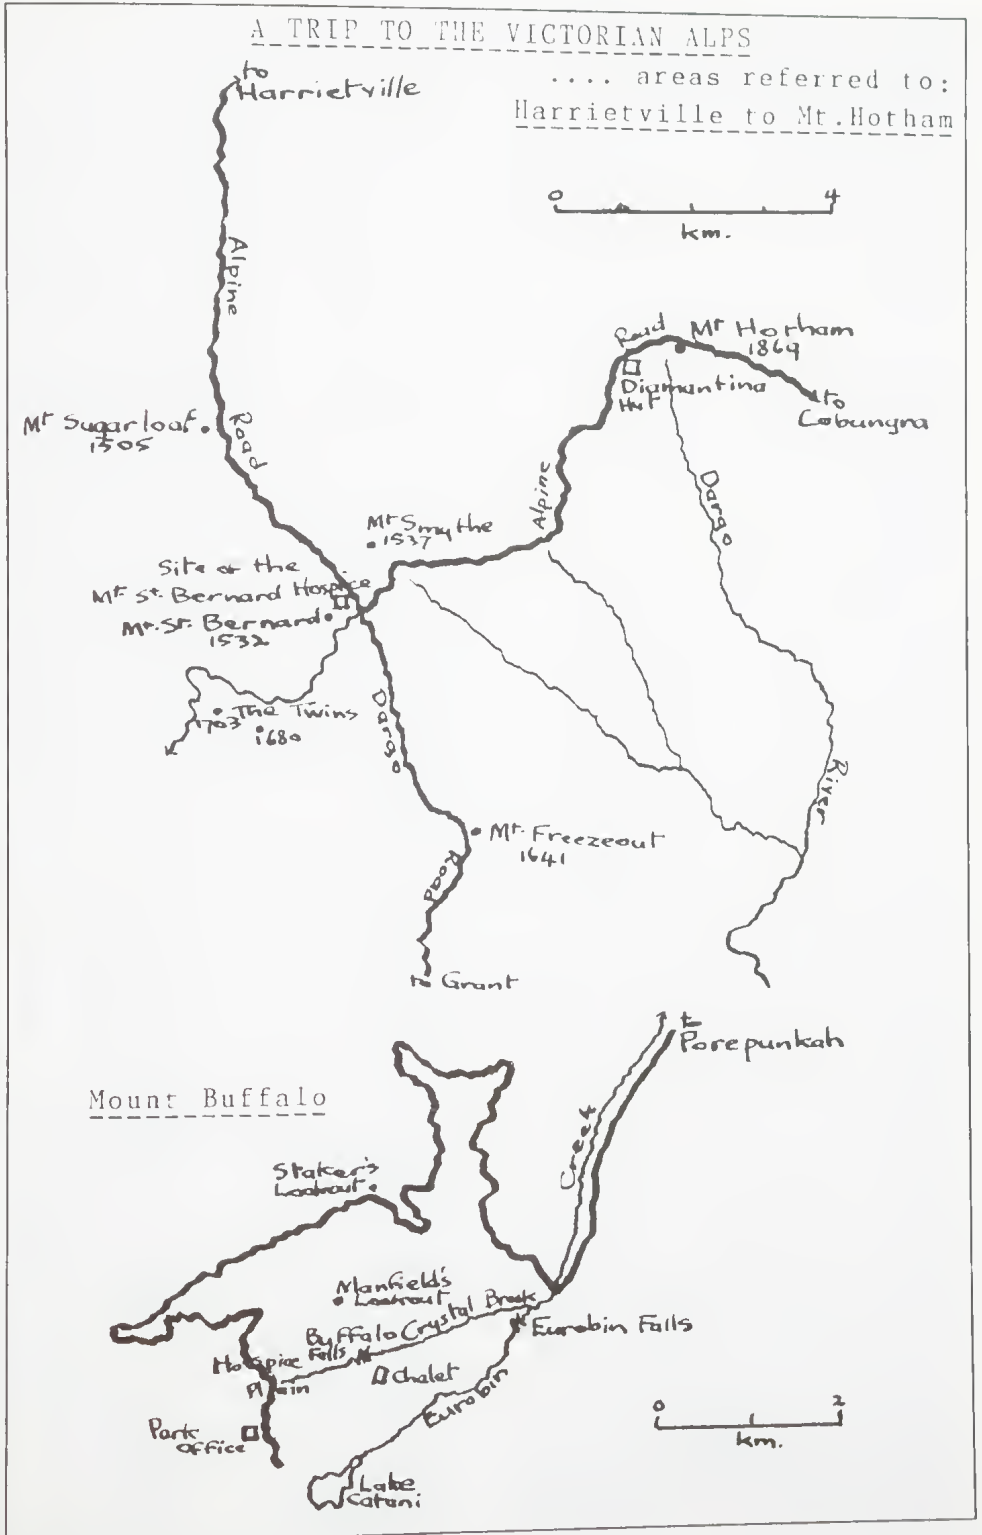 A TRIP TO THE VICTORIAN ALPS
.... areas referred to:
Harrietville to Mt.Hotham
to
Harrietville
0 4
km.
Alpine
Road
Mt Hotham
1869
Diamantina
Hut
to
Cobungra
Mt Sugarloaf
1505
Road
Dargo
Alpine
Mt Smythe
1537
Site of the
Mt. St. Bernard Hospice
Mt. St. Bernard
1532
The Twins
1703
1680
Dargo
River
Mt. Freezeout
1641
Road
to Grant
to
Porepunkah
Mount Buffalo
Creek
Staker's
Lookout
Manfield's
Lookout
Crystal Brook
Buffalo
Falls
Eurobin Falls
Hospice
Plain
Chalet
Eurobin
0 2
km.
Park
Office
Lake
Catani